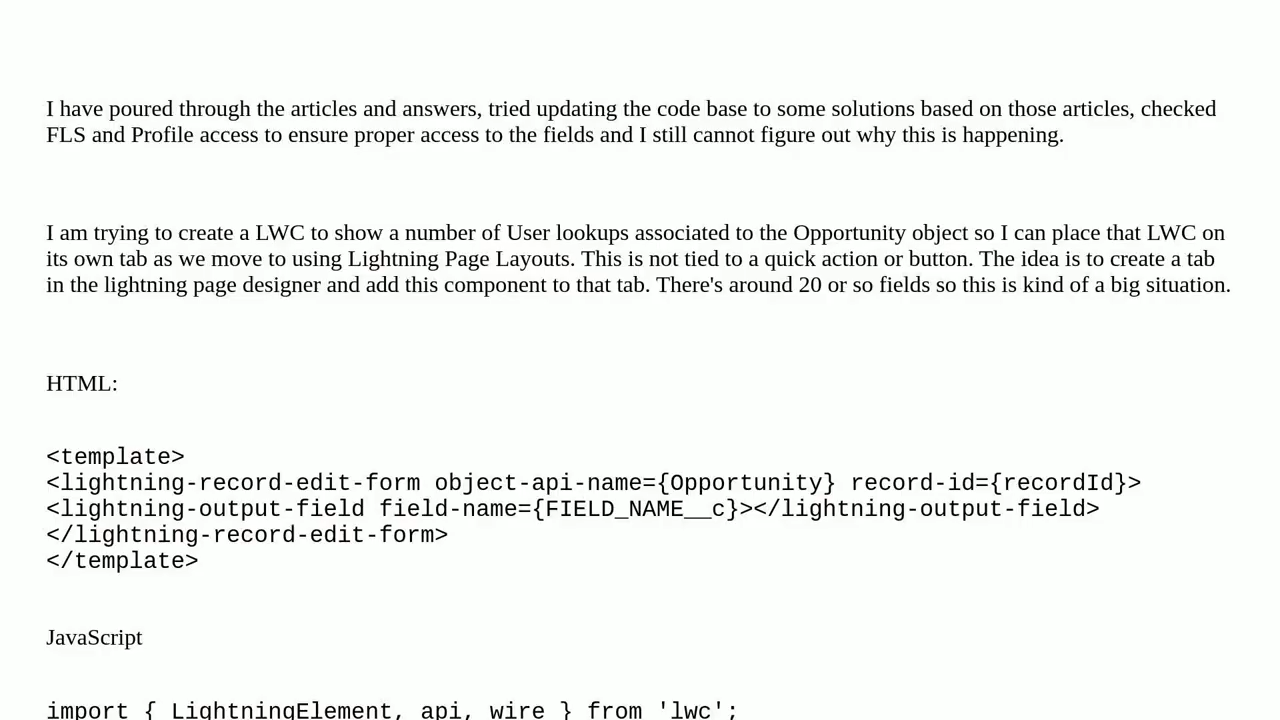 I have poured through the articles and answers, tried updating the code base to some solutions based on those articles, checked
FLS and Profile access to ensure proper access to the fields and I still cannot figure out why this is happening.
I am trying to create a LWC to show a number of User lookups associated to the Opportunity object so I can place that LWC on
its own tab as we move to using Lightning Page Layouts. This is not tied to a quick action or button. The idea is to create a tab
in the lightning page designer and add this component to that tab. There's around 20 or so fields so this is kind of a big situation.
HTML:
<template>
<lightning-record-edit-form object-api-name={Opportunity} record-id={recordId}>
<lightning-output-field field-name={FIELD_NAME__c}></lightning-output-field>
</lightning-record-edit-form>
</template>
JavaScript
import { LightningElement, api, wire } from 'lwc';